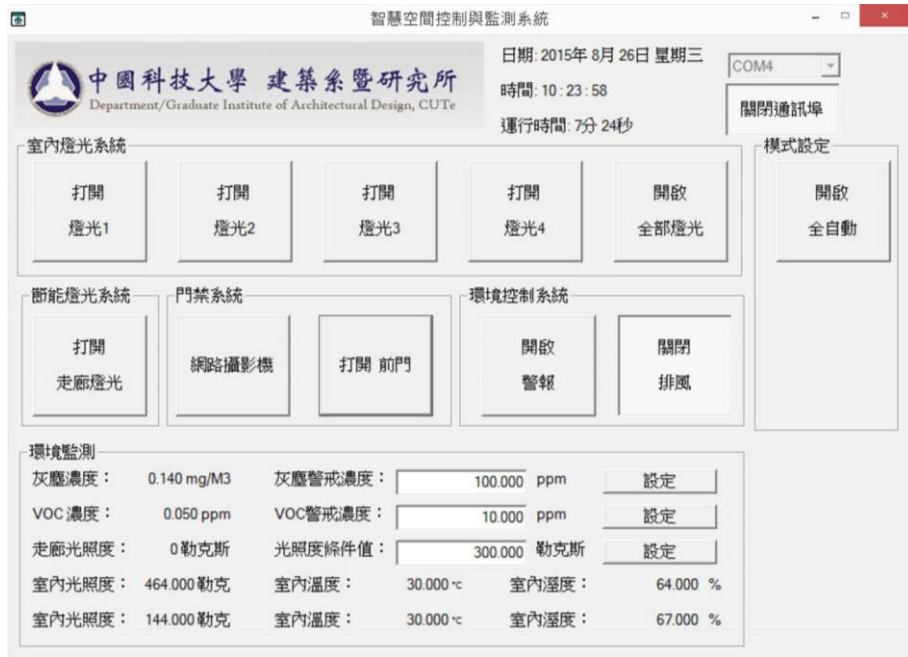 智慧空間控制與監測系統
中國科技大學 建築系暨研究所
Department/Graduate Institute of Architectural Design, CUTe
日期: 2015年 8月 26日 星期三
時間: 10 : 23 : 58
運行時間: 7分 24秒
COM4
關閉通訊埠
室內燈光系統
打開 燈光1
打開 燈光2
打開 燈光3
打開 燈光4
開啟 全部燈光
模式設定
開啟 全自動
節能燈光系統
打開 走廊燈光
門禁系統
網路攝影機
打開 前門
環境控制系統
開啟 警報
關閉 排風
環境監測
灰塵濃度: 0.140 mg/M3 灰塵警戒濃度: 100.000 ppm 設定
VOC 濃度: 0.050 ppm VOC警戒濃度: 10.000 ppm 設定
走廊光照度: 0 勒克斯 光照度條件值: 300.000 勒克斯 設定
室內光照度: 464.000 勒克 室內溫度: 30.000 ℃ 室內溼度: 64.000 %
室內光照度: 144.000 勒克 室內溫度: 30.000 ℃ 室內溼度: 67.000 %